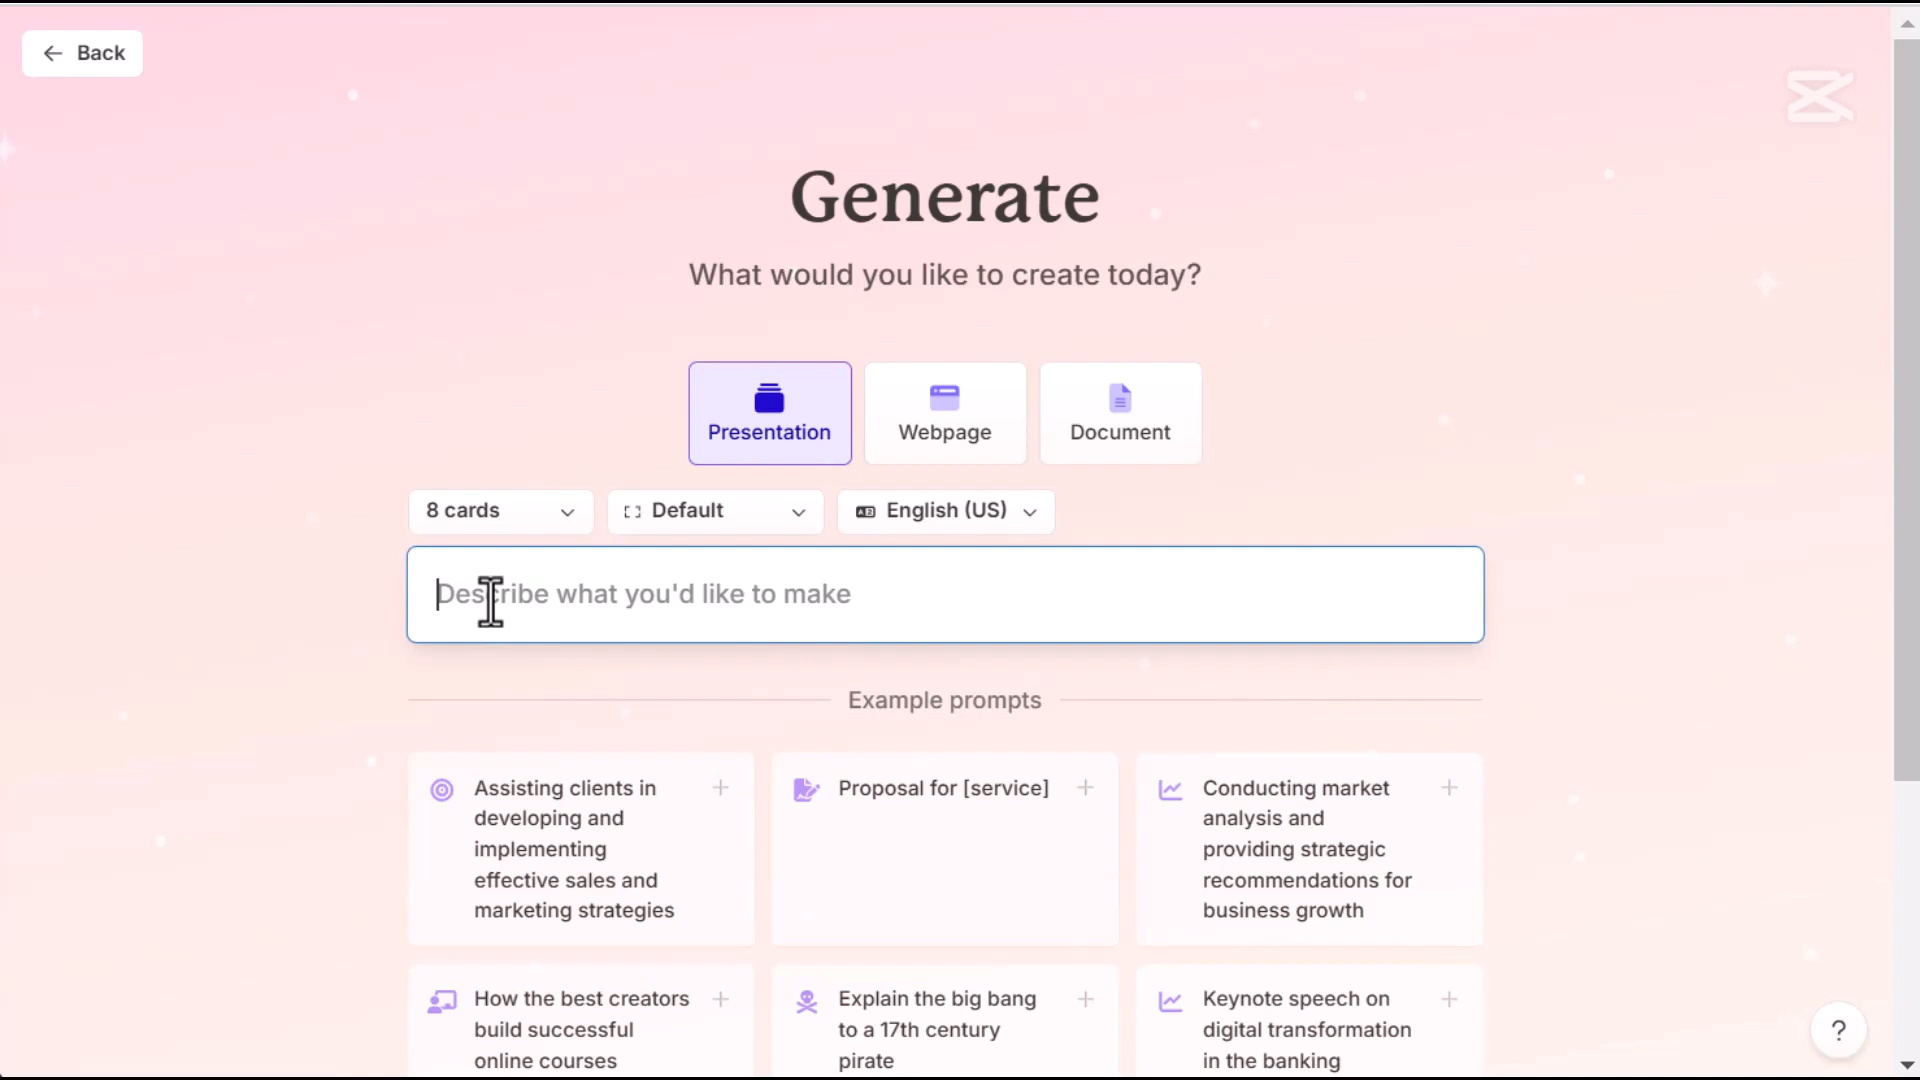 Back
Generate
What would you like to create today?
Presentation
Webpage
Document
8 cards
Default
English (US)
Describe what you'd like to make
Example prompts
Assisting clients in
developing and
implementing
effective sales and
marketing strategies
Proposal for [service]
Conducting market
analysis and
providing strategic
recommendations for
business growth
How the best creators
build successful
online courses
Explain the big bang
to a 17th century
pirate
Keynote speech on
digital transformation
in the banking
?